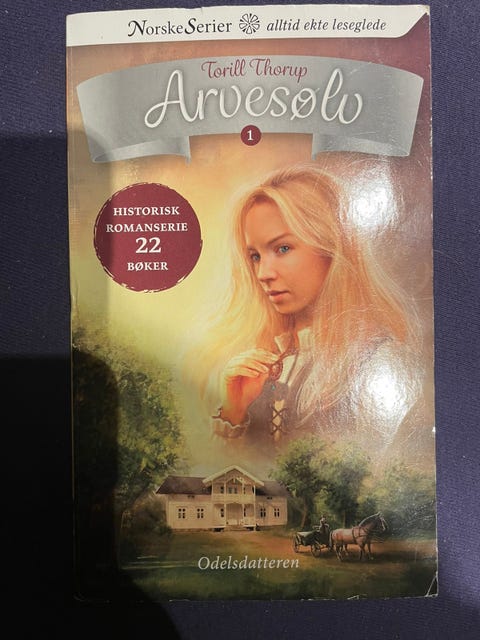 NorskeSerier alltid ekte leseglede
Torill Thorup
Arvesølv
1
HISTORISK
ROMANSERIE
22
BØKER
Odelsdatteren